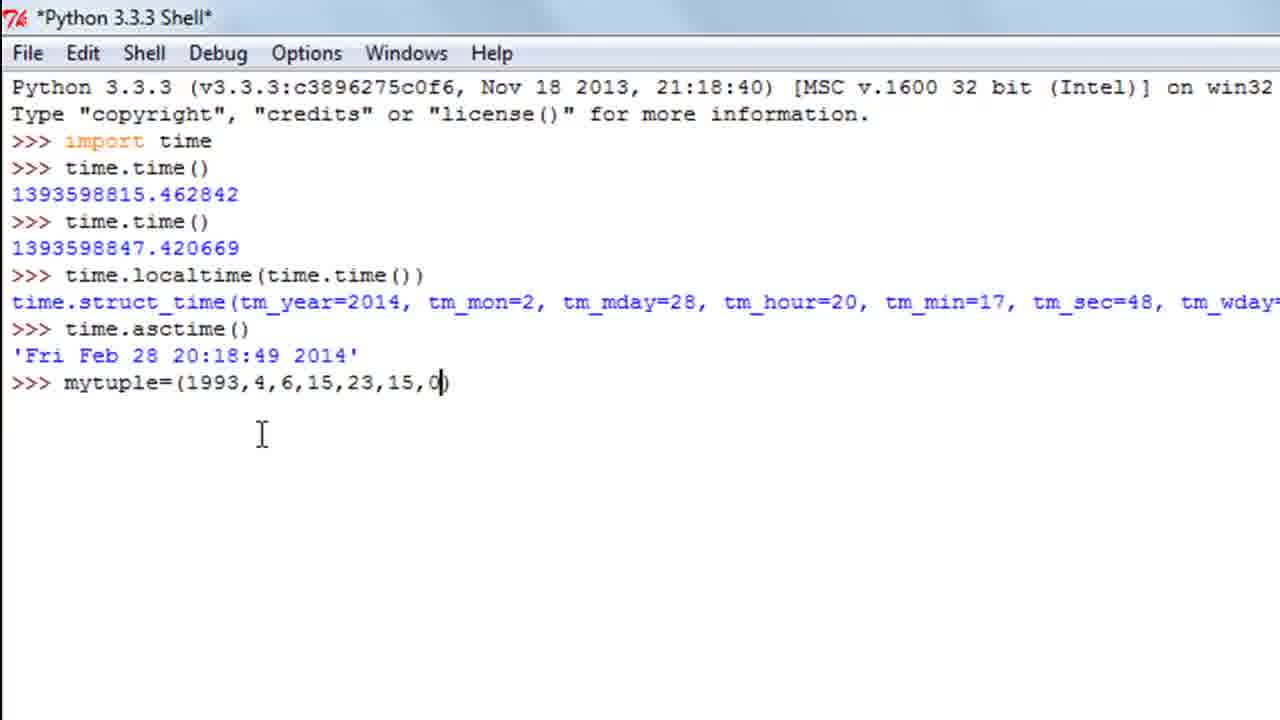 *Python 3.3.3 Shell*
File Edit Shell Debug Options Windows Help
Python 3.3.3 (v3.3.3:c3896275c0f6, Nov 18 2013, 21:18:40) [MSC v.1600 32 bit (Intel)] on win32
Type "copyright", "credits" or "license()" for more information.
>>> import time
>>> time.time()
1393598815.462842
>>> time.time()
1393598847.420669
>>> time.localtime(time.time())
time.struct_time(tm_year=2014, tm_mon=2, tm_mday=28, tm_hour=20, tm_min=17, tm_sec=48, tm_wday=
>>> time.asctime()
'Fri Feb 28 20:18:49 2014'
>>> mytuple=(1993,4,6,15,23,15,0)